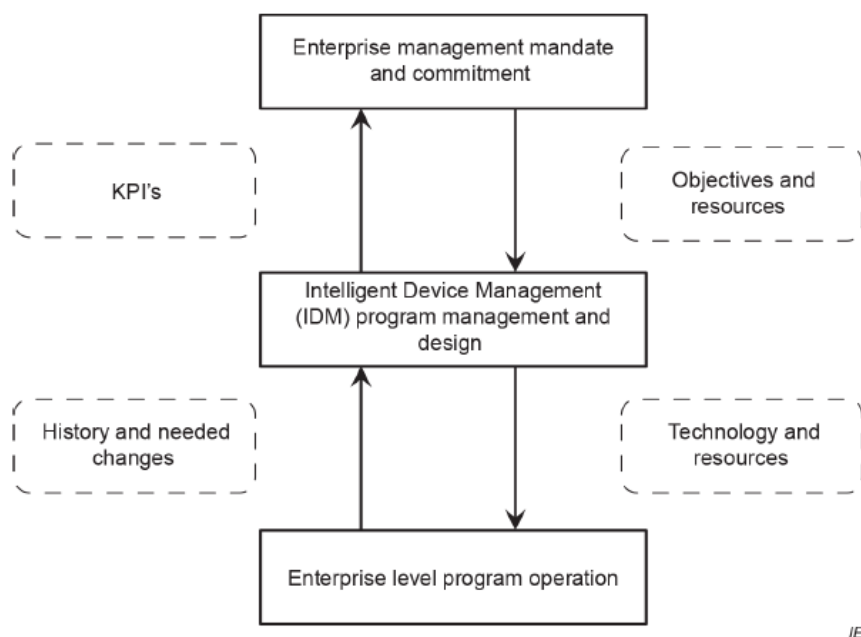 Enterprise management mandate
and commitment
KPI's
Objectives and
resources
Intelligent Device Management
(IDM) program management and
design
History and needed
changes
Technology and
resources
Enterprise level program operation